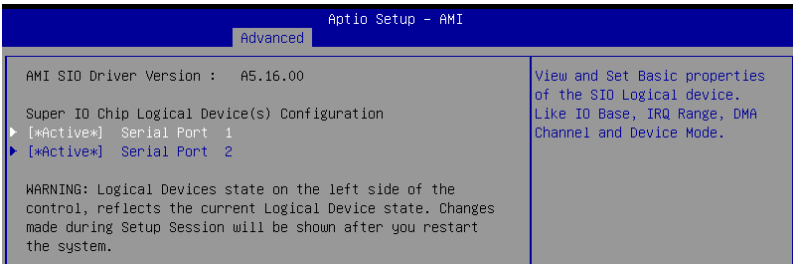 Aptio Setup – AMI
Advanced
AMI SIO Driver Version :   A5.16.00
Super IO Chip Logical Device(s) Configuration
[*Active*]   Serial Port  1
[*Active*]   Serial Port  2
WARNING: Logical Devices state on the left side of the
control, reflects the current Logical Device state. Changes
made during Setup Session will be shown after you restart
the system.
View and Set Basic properties
of the SIO Logical device.
Like IO Base, IRQ Range, DMA
Channel and Device Mode.